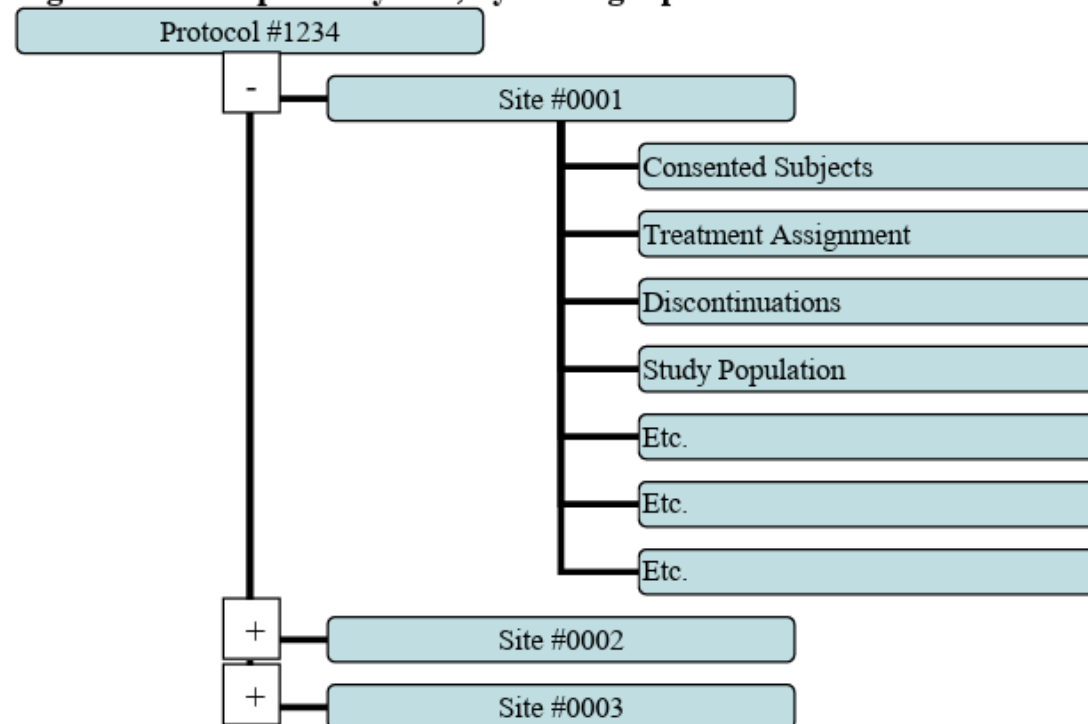 Protocol #1234
-
Site #0001
Consented Subjects
Treatment Assignment
Discontinuations
Study Population
Etc.
Etc.
Etc.
+
Site #0002
+
Site #0003